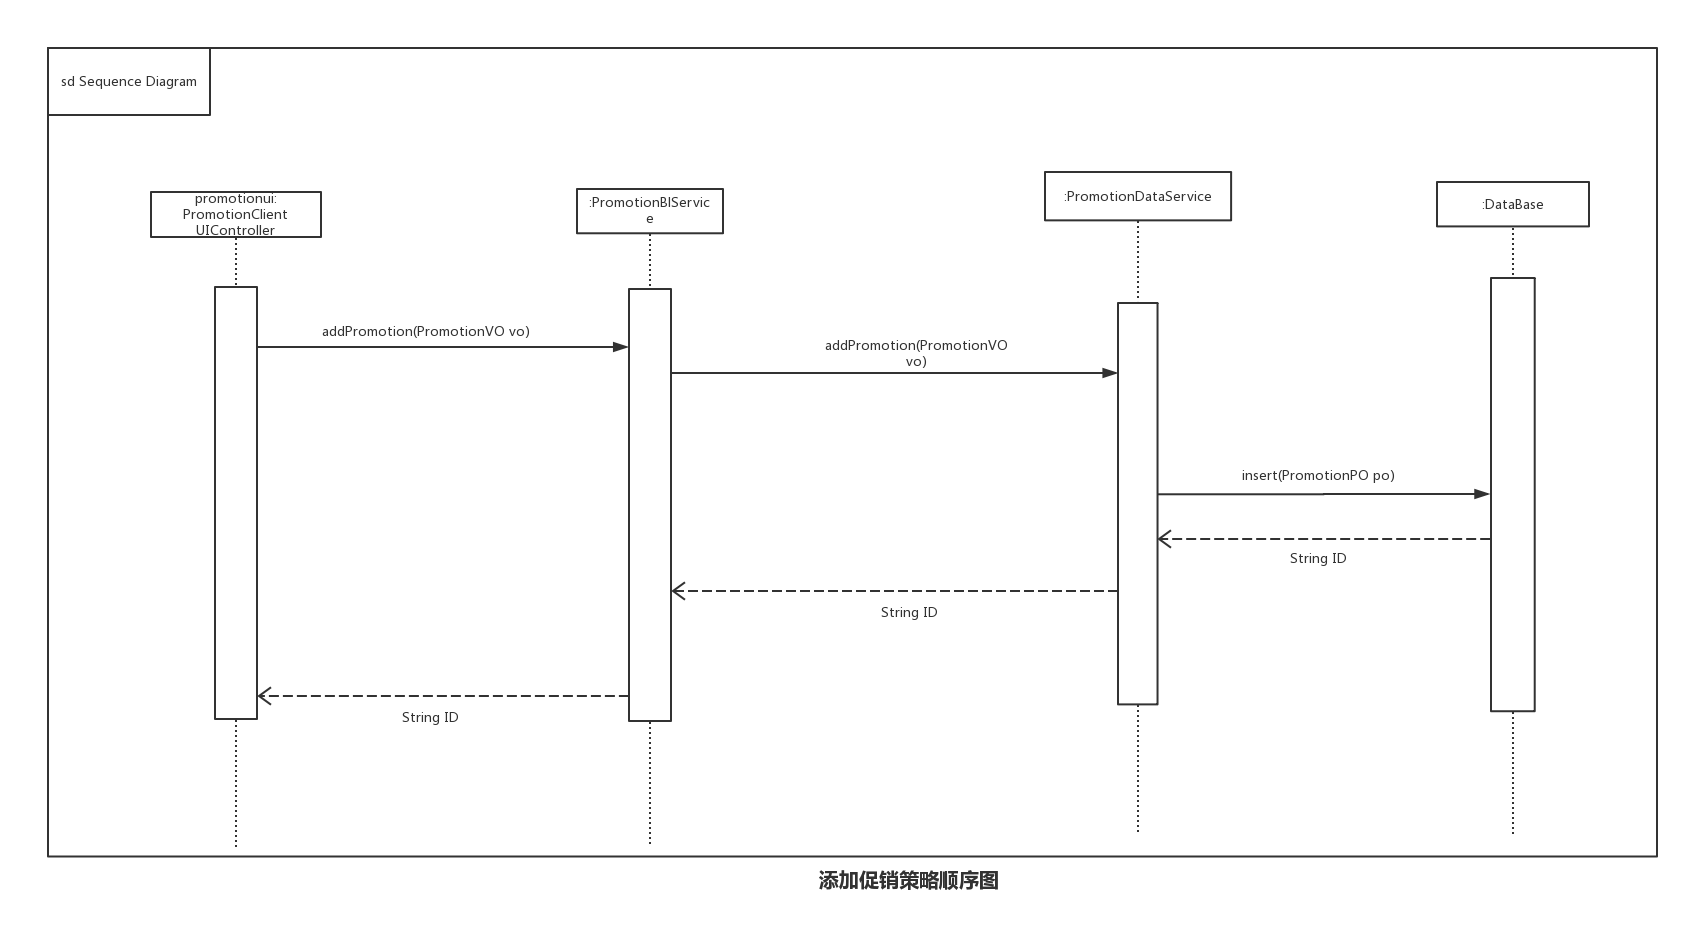 sd Sequence Diagram
promotionui:
PromotionClient
UIController
:PromotionBlServic
e
:PromotionDataService
:DataBase
addPromotion(PromotionVO vo)
addPromotion(PromotionVO
vo)
insert(PromotionPO po)
String ID
String ID
String ID
添加促销策略顺序图